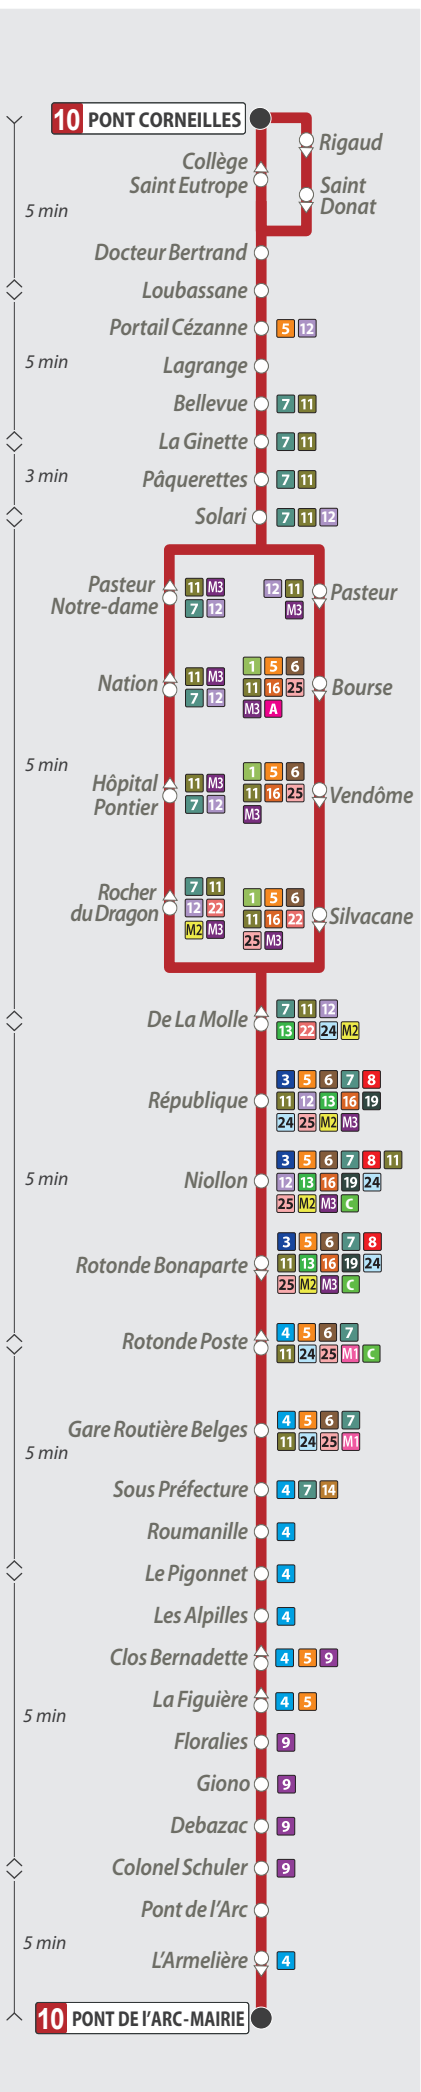 10 PONT CORNEILLES
Rigaud
Collège
Saint Eutrope
Saint
Donat
5 min
Docteur Bertrand
Loubassane
Portail Cézanne 5 12
5 min
Lagrange
Bellevue 7 11
La Ginette 7 11
3 min
Pâquerettes 7 11
Solari 7 11 12
Pasteur
Notre-dame
11 M3
7 12
12 11
M3
Pasteur
Nation
11 M3
7 12
1 5 6
11 16 25
M3 A
Bourse
5 min
Hôpital
Pontier
11 M3
7 12
1 5 6
11 16 25
M3
Vendôme
Rocher
du Dragon
7 11
12 22
M2 M3
1 5 6
11 16 22
25 M3
Silvacane
De La Molle
7 11 12
13 22 24 M2
République
3 5 6 7 8
11 12 13 16 19
24 25 M2 M3
5 min
Niollon
3 5 6 7 8 11
12 13 16 19 24
25 M2 M3 C
Rotonde Bonaparte
3 5 6 7 8
11 13 16 19 24
25 M2 M3 C
Rotonde Poste
4 5 6 7
11 24 25 M1 C
Gare Routière Belges
4 5 6 7
11 24 25 M1
5 min
Sous Préfecture 4 7 14
Roumanille 4
Le Pigonnet 4
Les Alpilles 4
Clos Bernadette 4 5 9
La Figuière 4 5
5 min
Floralies 9
Giono 9
Debazac 9
Colonel Schuler 9
Pont de l'Arc
5 min
L'Armelière 4
10 PONT DE l'ARC-MAIRIE